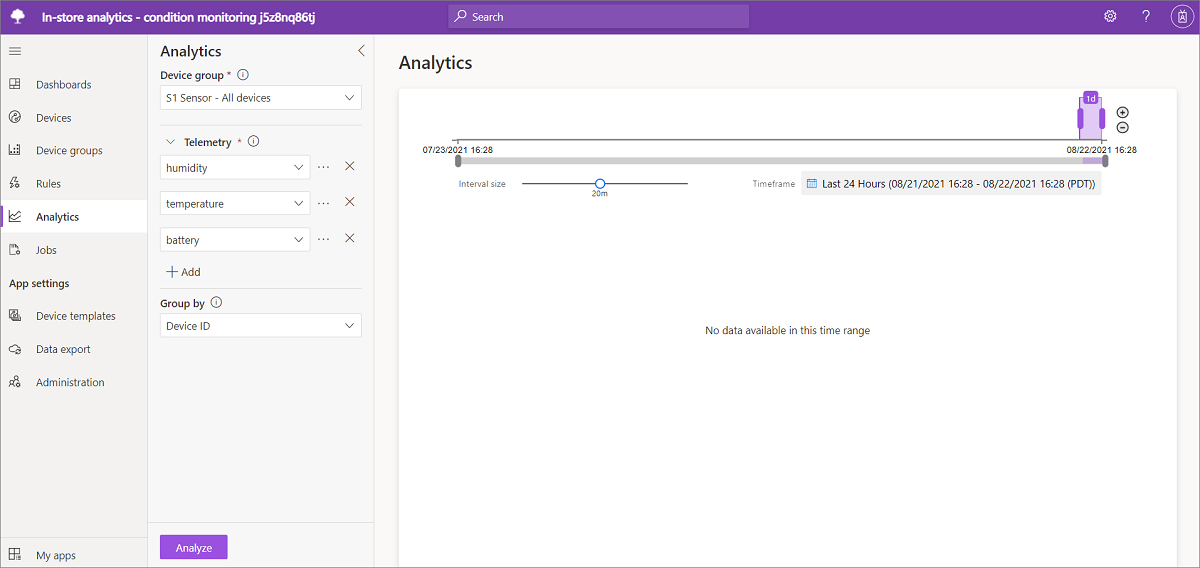 In-store analytics - condition monitoring j5z8nq86tj
Search
?
Dashboards
Devices
Device groups
Rules
Analytics
Jobs
App settings
Device templates
Data export
Administration
My apps
Analytics
Device group *
S1 Sensor - All devices
Telemetry *
humidity
temperature
battery
Add
Group by
Device ID
Analyze
Analytics
1d
07/23/2021 16:28
08/22/2021 16:28
Interval size
20m
Timeframe
Last 24 Hours (08/21/2021 16:28 - 08/22/2021 16:28 (PDT))
No data available in this time range